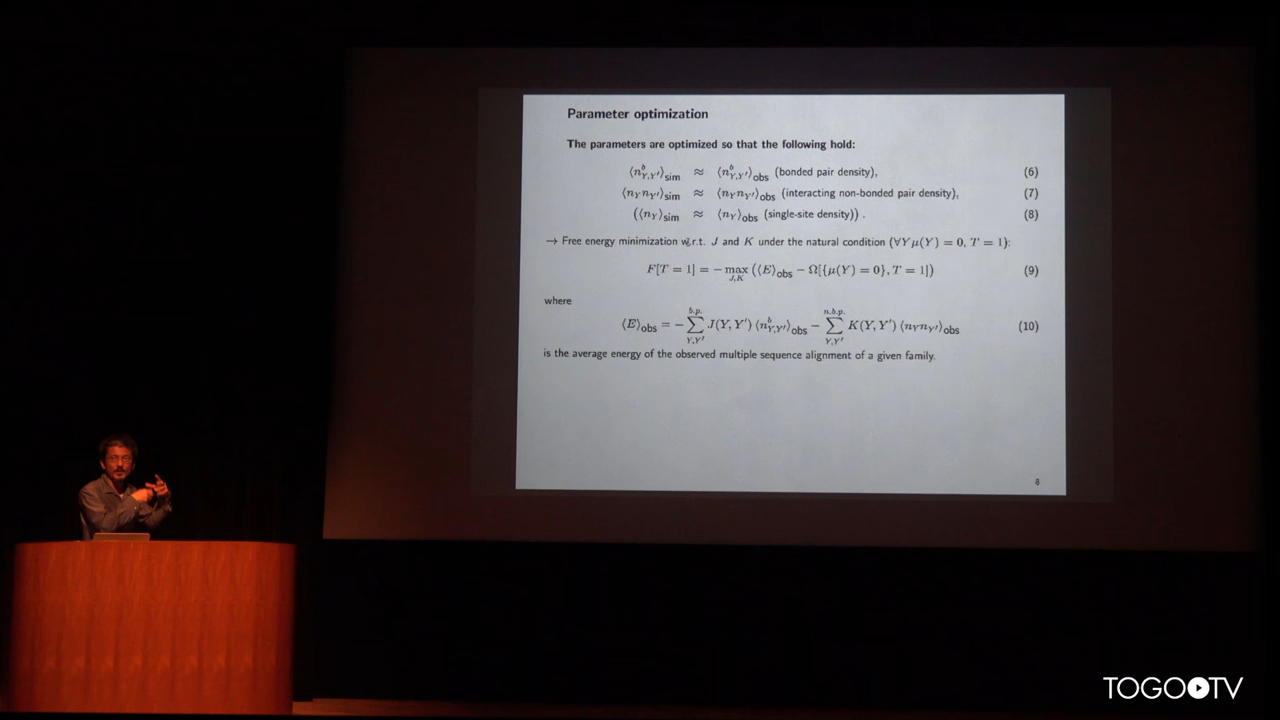 Parameter optimization
The parameters are optimized so that the following hold:
⟨n^b_{Y,Y′}⟩_sim ≈ ⟨n^b_{Y,Y′}⟩_obs (bonded pair density), (6)
⟨n_Y n_{Y′}⟩_sim ≈ ⟨n_Y n_{Y′}⟩_obs (interacting non-bonded pair density), (7)
(⟨n_Y⟩_sim ≈ ⟨n_Y⟩_obs (single-site density)). (8)
→ Free energy minimization w.r.t. J and K under the natural condition (∀Y μ(Y) = 0, T = 1):
F[T = 1] = − max_{J,K} (⟨E⟩_obs − Ω[{μ(Y) = 0}, T = 1]) (9)
where
⟨E⟩_obs = − ∑^{b.p.}_{Y,Y′} J(Y, Y′) ⟨n^b_{Y,Y′}⟩_obs − ∑^{n.b.p.}_{Y,Y′} K(Y, Y′) ⟨n_Y n_{Y′}⟩_obs (10)
is the average energy of the observed multiple sequence alignment of a given family.
8
TOGOTV